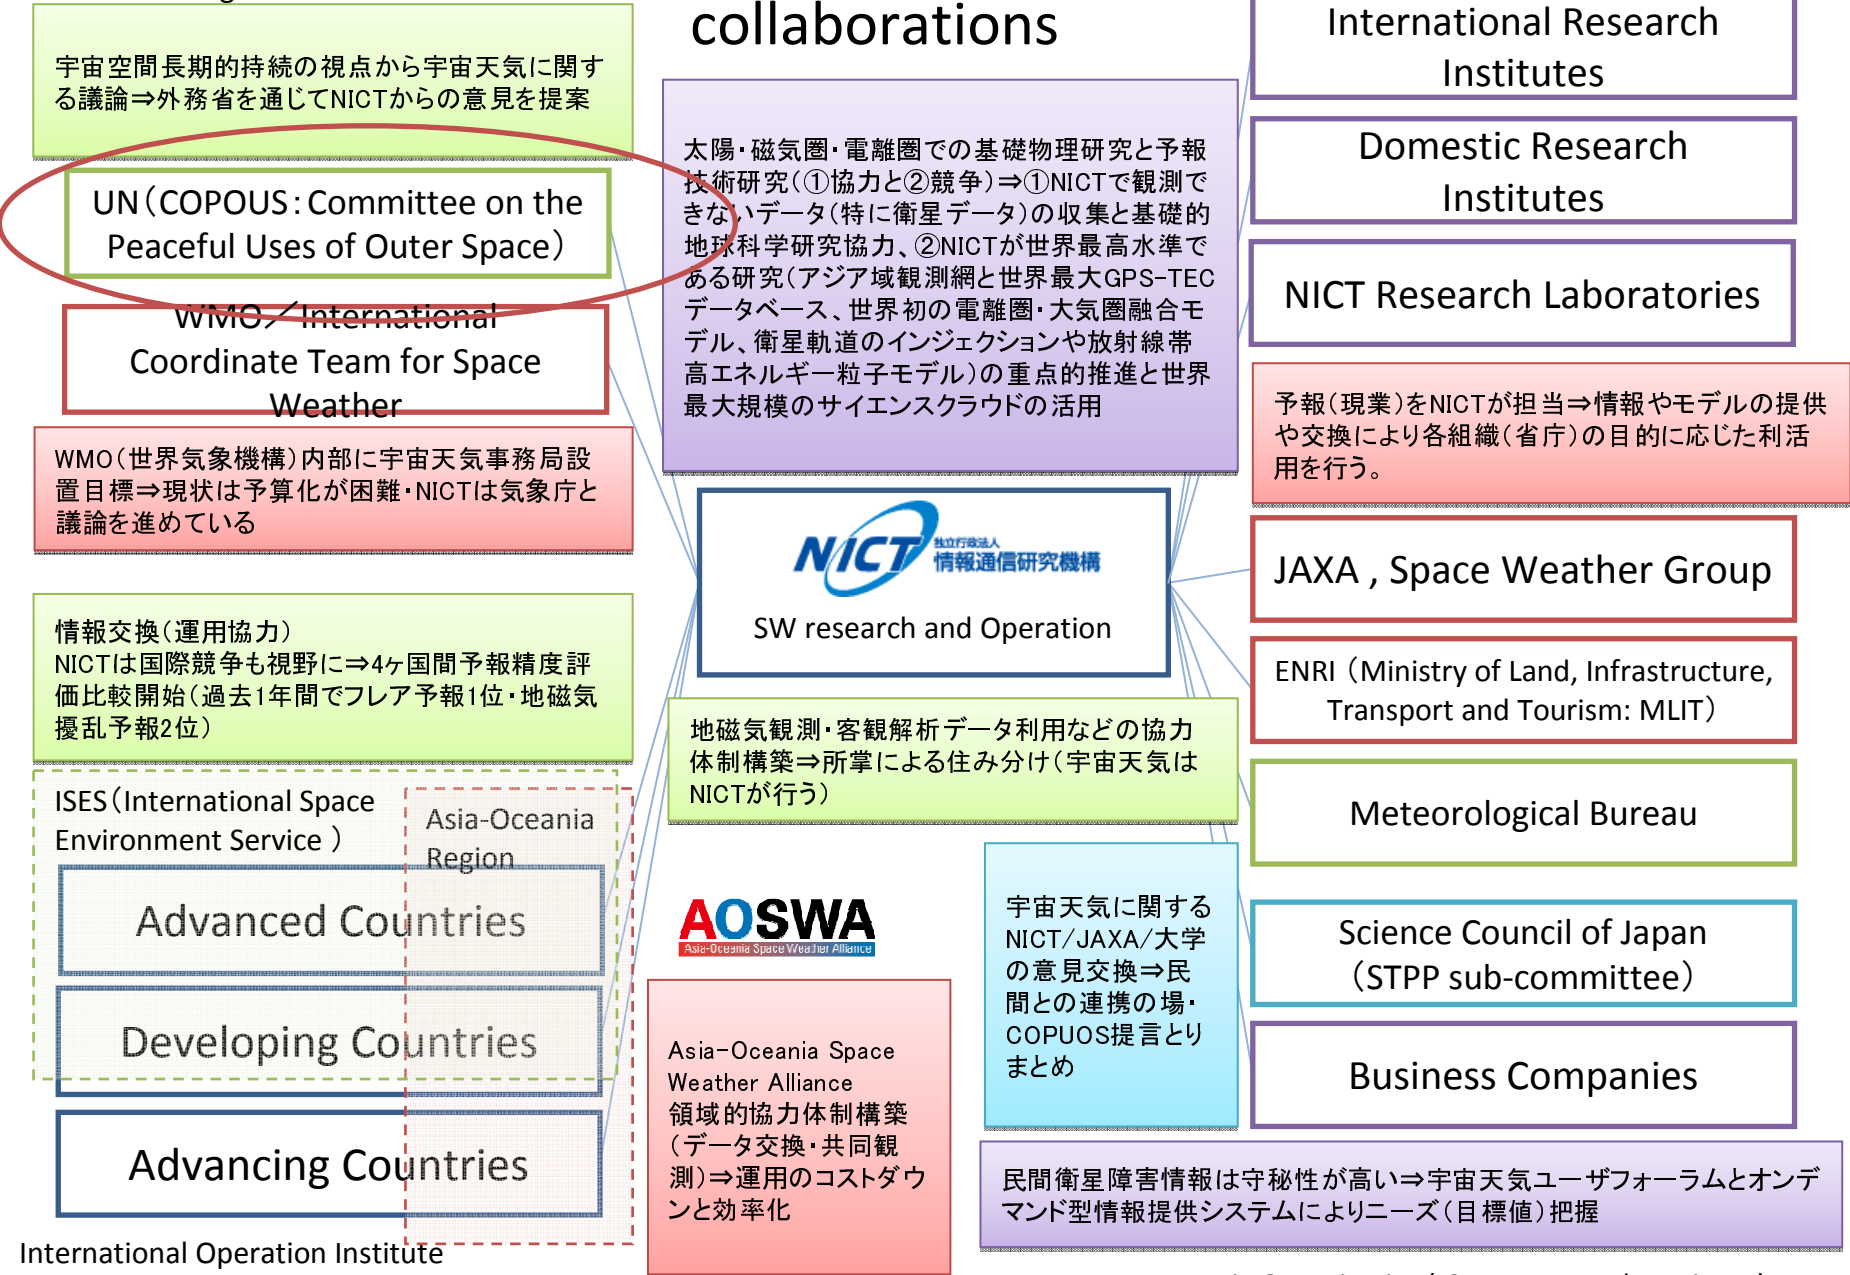 collaborations
宇宙空間長期的持続の視点から宇宙天気に関す
る議論⇒外務省を通じてNICTからの意見を提案
UN(COPOUS:Committee on the
Peaceful Uses of Outer Space)
WMO/International
Coordinate Team for Space
Weather
WMO(世界気象機構)内部に宇宙天気事務局設
置目標⇒現状は予算化が困難・NICTは気象庁と
議論を進めている
情報交換(運用協力)
NICTは国際競争も視野に⇒4ヶ国間予報精度評
価比較開始(過去1年間でフレア予報1位・地磁気
擾乱予報2位)
ISES(International Space
Environment Service )
Asia-Oceania
Region
Advanced Countries
Developing Countries
Advancing Countries
International Operation Institute
太陽・磁気圏・電離圏での基礎物理研究と予報
技術研究(①協力と②競争)⇒①NICTで観測で
きないデータ(特に衛星データ)の収集と基礎的
地球科学研究協力、②NICTが世界最高水準で
ある研究(アジア域観測網と世界最大GPS-TEC
データベース、世界初の電離圏・大気圏融合モ
デル、衛星軌道のインジェクションや放射線帯
高エネルギー粒子モデル)の重点的推進と世界
最大規模のサイエンスクラウドの活用
NICT
独立行政法人
情報通信研究機構
SW research and Operation
地磁気観測・客観解析データ利用などの協力
体制構築⇒所掌による住み分け(宇宙天気は
NICTが行う)
AOSWA
Asia-Oceania Space Weather Alliance
Asia-Oceania Space
Weather Alliance
領域的協力体制構築
(データ交換・共同観
測)⇒運用のコストダウ
ンと効率化
宇宙天気に関する
NICT/JAXA/大学
の意見交換⇒民
間との連携の場・
COPUOS提言とり
まとめ
International Research
Institutes
Domestic Research
Institutes
NICT Research Laboratories
予報(現業)をNICTが担当⇒情報やモデルの提供
や交換により各組織(省庁)の目的に応じた利活
用を行う。
JAXA , Space Weather Group
ENRI (Ministry of Land, Infrastructure,
Transport and Tourism: MLIT)
Meteorological Bureau
Science Council of Japan
(STPP sub-committee)
Business Companies
民間衛星障害情報は守秘性が高い⇒宇宙天気ユーザフォーラムとオンデ
マンド型情報提供システムによりニーズ(目標値)把握